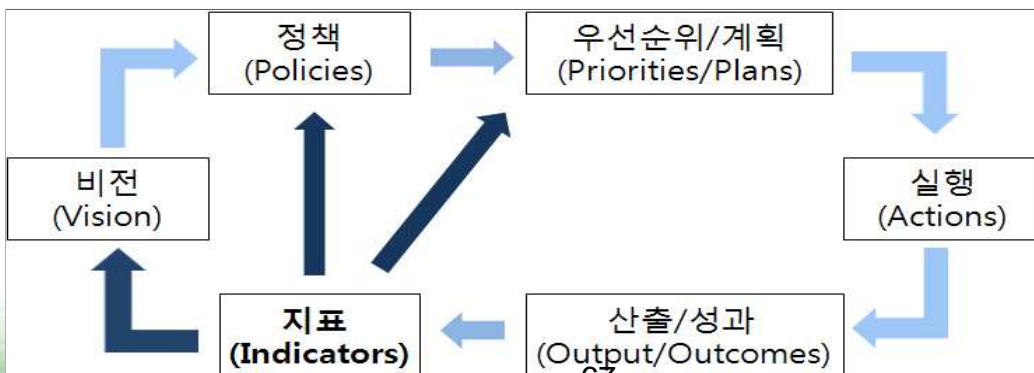 정책
(Policies)
우선순위/계획
(Priorities/Plans)
비전
(Vision)
실행
(Actions)
지표
(Indicators)
산출/성과
(Output/Outcomes)